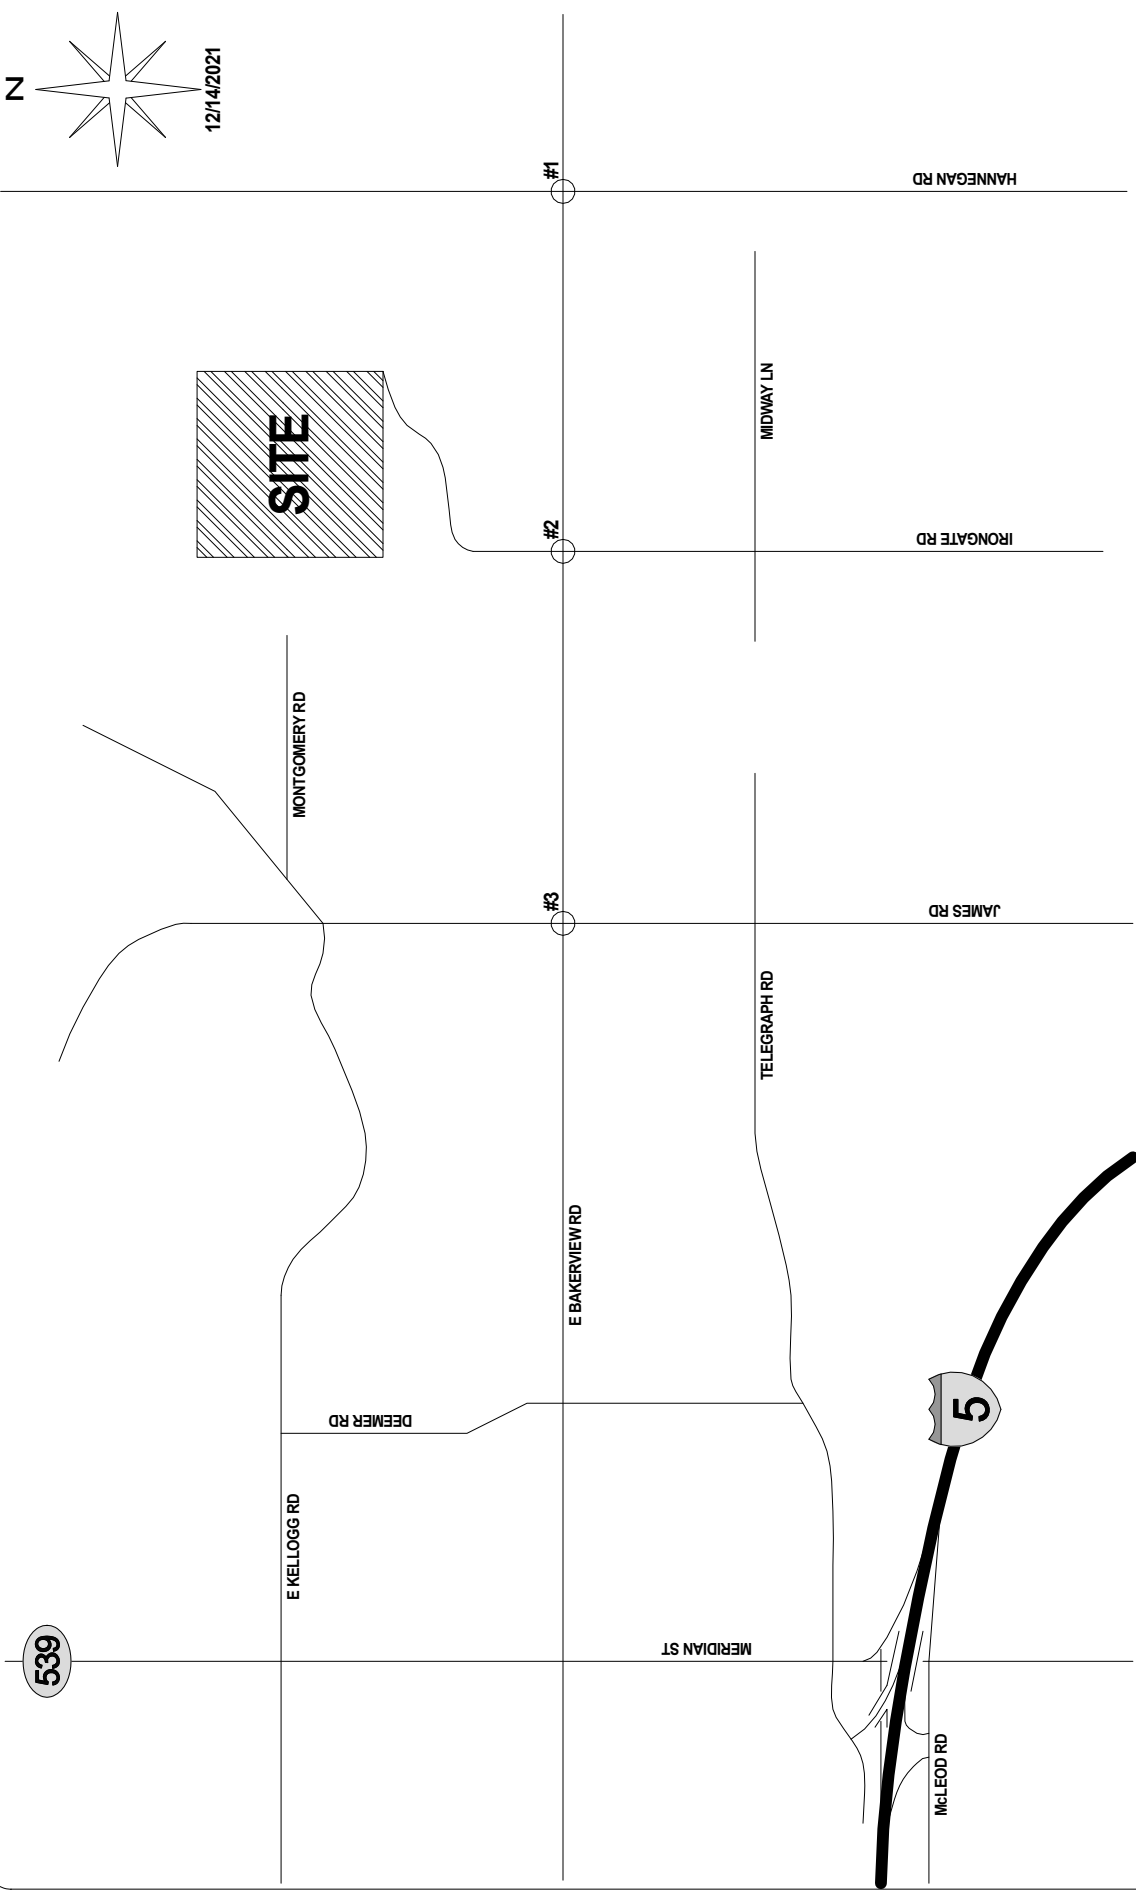 N
12/14/2021
#1
HANNEGAN RD
SITE
MIDWAY LN
#2
IRONGATE RD
MONTGOMERY RD
#3
JAMES RD
TELEGRAPH RD
E BAKERVIEW RD
5
DEEMER RD
E KELLOGG RD
539
MERIDIAN ST
McLEOD RD